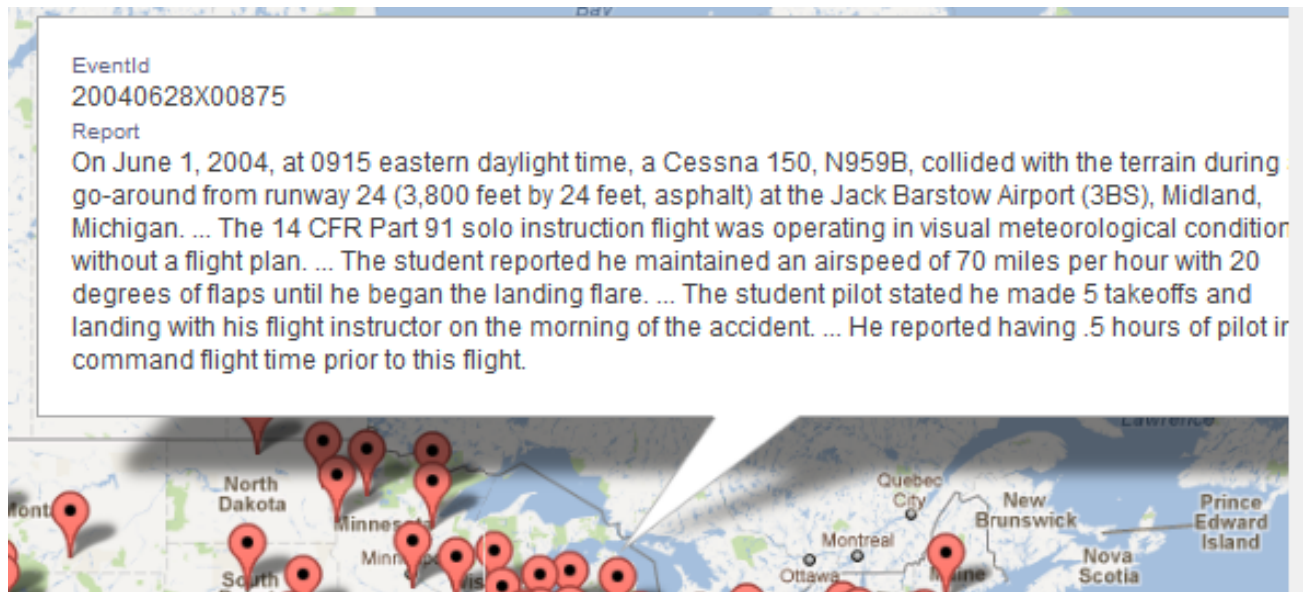 Bay
EventId
20040628X00875
Report
On June 1, 2004, at 0915 eastern daylight time, a Cessna 150, N959B, collided with the terrain during
go-around from runway 24 (3,800 feet by 24 feet, asphalt) at the Jack Barstow Airport (3BS), Midland,
Michigan. ... The 14 CFR Part 91 solo instruction flight was operating in visual meteorological condition
without a flight plan. ... The student reported he maintained an airspeed of 70 miles per hour with 20
degrees of flaps until he began the landing flare. ... The student pilot stated he made 5 takeoffs and
landing with his flight instructor on the morning of the accident. ... He reported having .5 hours of pilot in
command flight time prior to this flight.
Lawrence
North
Dakota
Quebec
City
New
Brunswick
Prince
Edward
Island
Mont
Minnesota
Montreal
Nova
Scotia
Ottawa
Maine
South